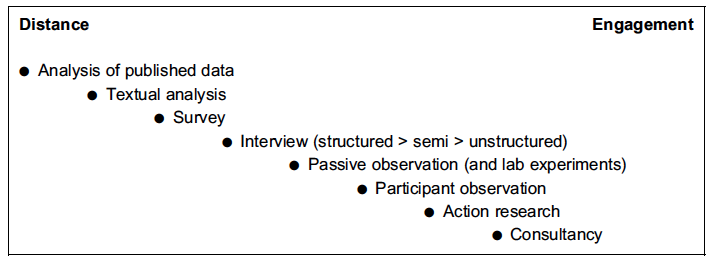 Distance Engagement
● Analysis of published data
● Textual analysis
● Survey
● Interview (structured > semi > unstructured)
● Passive observation (and lab experiments)
● Participant observation
● Action research
● Consultancy